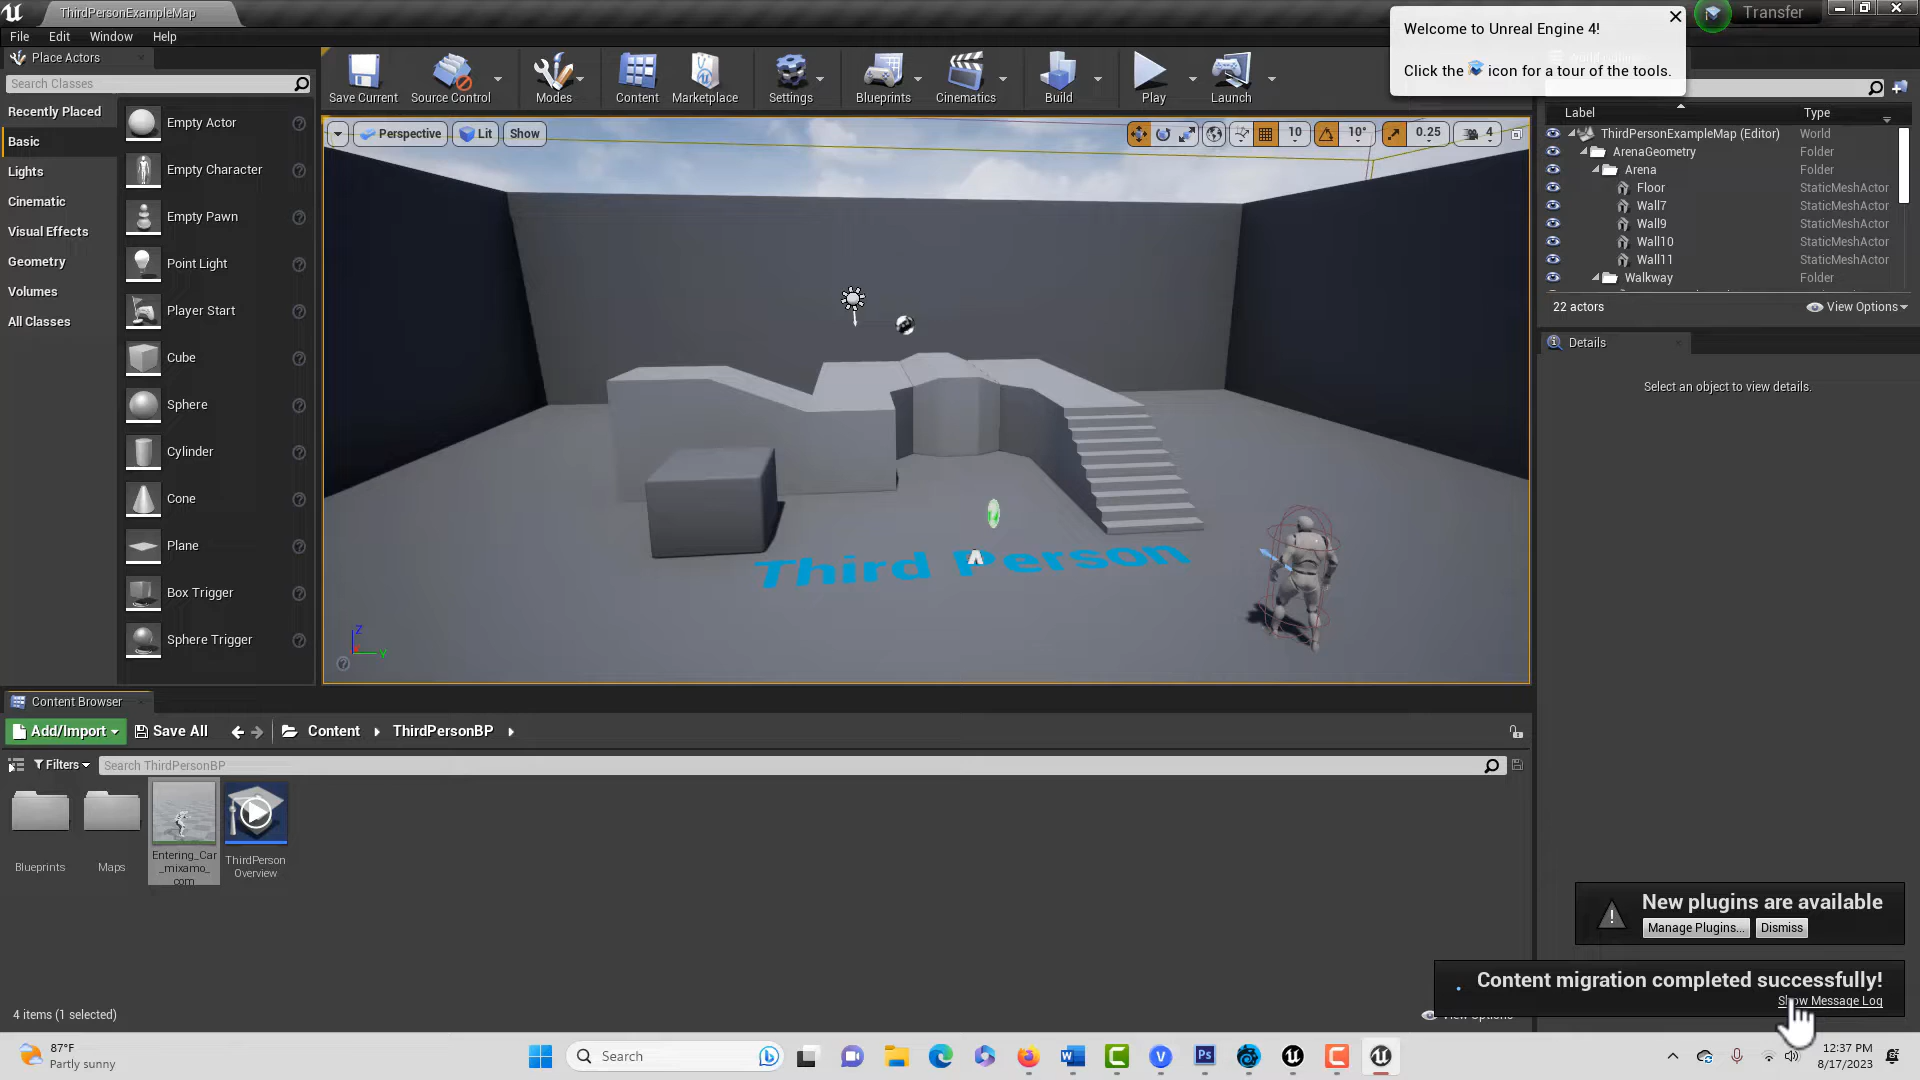 ThirdPersonExampleMap
Transfer
File Edit Window Help
Welcome to Unreal Engine 4!
Click the icon for a tour of the tools.
Place Actors
Search Classes
Recently Placed
Basic
Lights
Cinematic
Visual Effects
Geometry
Volumes
All Classes
Empty Actor
Empty Character
Empty Pawn
Point Light
Player Start
Cube
Sphere
Cylinder
Cone
Plane
Box Trigger
Sphere Trigger
Save Current
Source Control
Modes
Content
Marketplace
Settings
Blueprints
Cinematics
Build
Play
Launch
Perspective
Lit
Show
10
10°
0.25
4
Third Person
Z
Y
Label Type
ThirdPersonExampleMap (Editor) World
ArenaGeometry Folder
Arena Folder
Floor StaticMeshActor
Wall7 StaticMeshActor
Wall9 StaticMeshActor
Wall10 StaticMeshActor
Wall11 StaticMeshActor
Walkway Folder
22 actors
View Options
Details
Select an object to view details.
Content Browser
Add/Import
Save All
Content
ThirdPersonBP
Filters
Search ThirdPersonBP
Blueprints
Maps
Entering_Car
_mixamo_
com
ThirdPerson
Overview
4 items (1 selected)
New plugins are available
Manage Plugins...
Dismiss
Content migration completed successfully!
Show Message Log
View Options
87°F
Partly sunny
Search
12:37 PM
8/17/2023